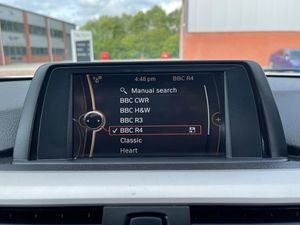 4:48 pm BBC R4
Manual search
BBC CWR
BBC H&W
BBC R3
BBC R4
Classic
Heart